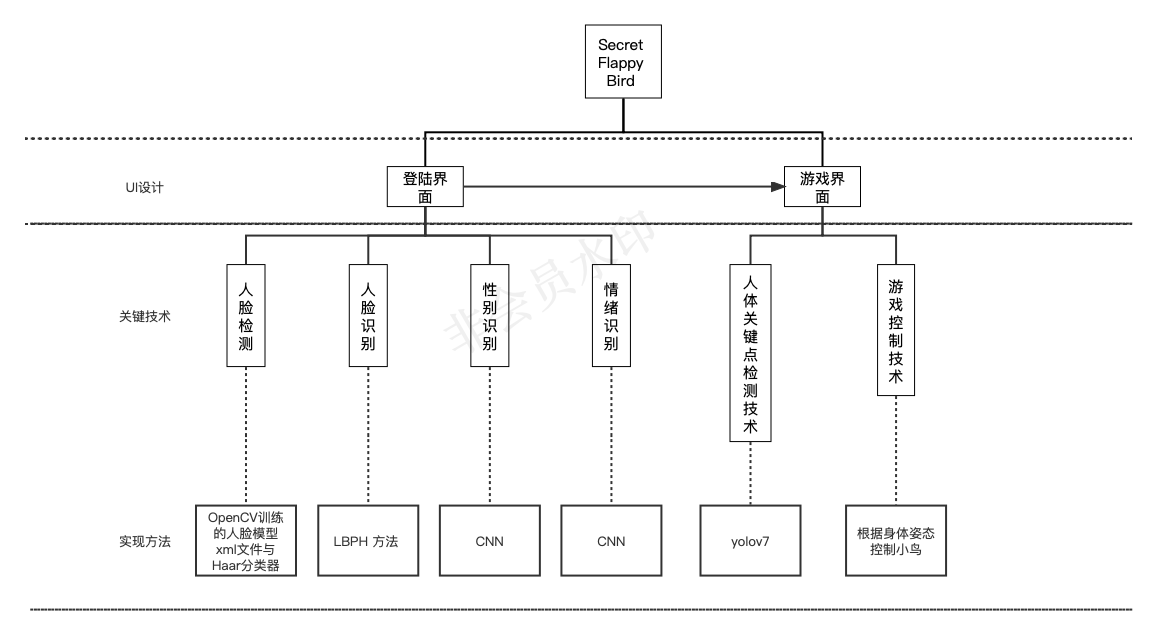 Secret
Flappy
Bird
UI设计
登陆界
面
游戏界
面
关键技术
人脸检测
人脸识别
性别识别
情绪识别
人体关键点检测技术
游戏控制技术
非会员水印
实现方法
OpenCV训练
的人脸模型
xml文件与
Haar分类器
LBPH 方法
CNN
CNN
yolov7
根据身体姿态
控制小鸟